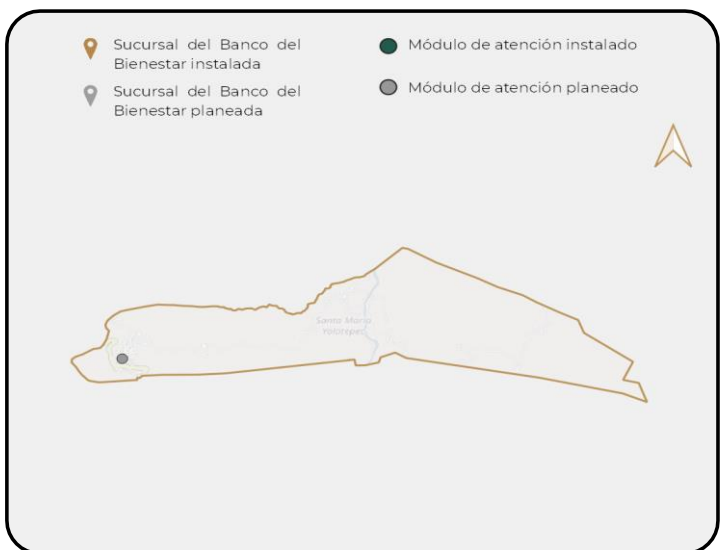 Sucursal del Banco del
Bienestar instalada
Sucursal del Banco del
Bienestar planeada
Módulo de atención instalado
Módulo de atención planeado
Santa María
Yolotepec